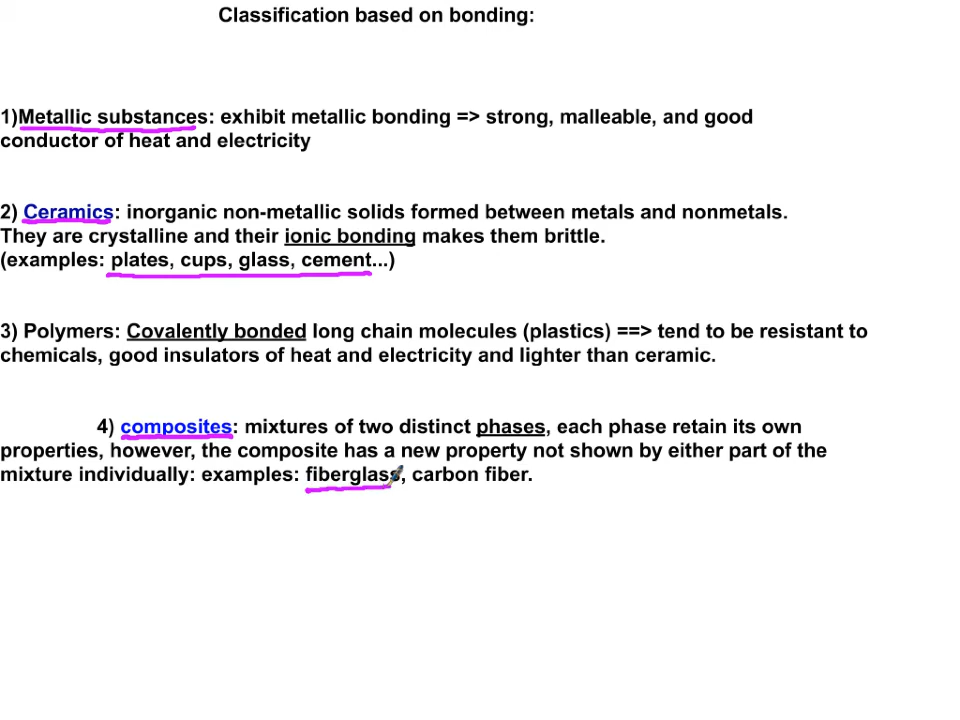 Classification based on bonding:
1)Metallic substances: exhibit metallic bonding => strong, malleable, and good
conductor of heat and electricity
2) Ceramics: inorganic non-metallic solids formed between metals and nonmetals.
They are crystalline and their ionic bonding makes them brittle.
(examples: plates, cups, glass, cement...)
3) Polymers: Covalently bonded long chain molecules (plastics) ==> tend to be resistant to
chemicals, good insulators of heat and electricity and lighter than ceramic.
4) composites: mixtures of two distinct phases, each phase retain its own
properties, however, the composite has a new property not shown by either part of the
mixture individually: examples: fiberglass, carbon fiber.